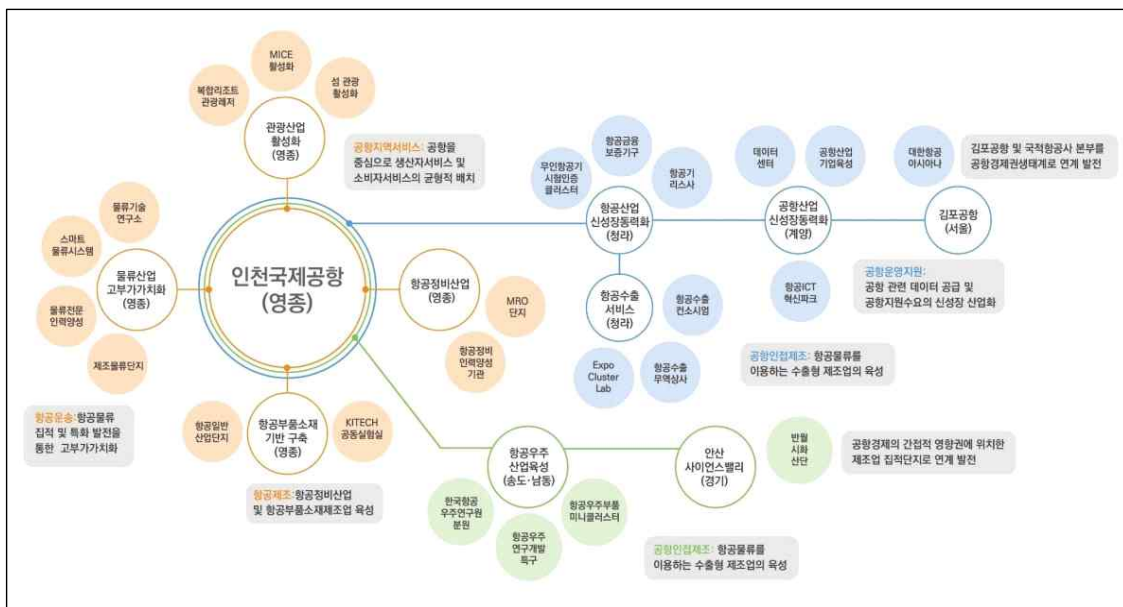 MICE
활성화
복합리조트
관광레저
섬 관광
활성화
관광산업
활성화
(영종)
공항지역서비스: 공항을
중심으로 생산자서비스 및
소비자서비스의 균형적 배치
물류기술
연구소
스마트
물류시스템
물류산업
고부가가치화
(영종)
물류전문
인력양성
제조물류단지
항공운송:항공물류
집적 및 특화 발전을
통한 고부가가치화
인천국제공항
(영종)
항공정비산업
(영종)
MRO
단지
항공정비
인력양성
기관
항공일반
산업단지
항공부품소재
기반 구축
(영종)
KITECH
공동실험실
항공제조: 항공정비산업
및 항공부품소재제조업 육성
항공금융
보증기구
무인항공기
시험인증
클러스터
항공기
리스사
항공산업
신성장동력화
(청라)
데이터
센터
공항산업
기업육성
공항산업
신성장동력화
(계양)
대한항공
아시아나
김포공항 및 국적항공사 본부를
공항경제권생태계로 연계 발전
김포공항
(서울)
항공수출
서비스
(청라)
항공수출
컨소시엄
Expo
Cluster
Lab
항공수출
무역상사
항공ICT
혁신파크
공항운영지원:
공항 관련 데이터 공급 및
공항지원수요의 신성장 산업화
공항인접제조: 항공물류를
이용하는 수출형 제조업의 육성
항공우주
산업육성
(송도·남동)
한국항공
우주연구원
분원
항공우주
연구개발
특구
항공우주부품
미니클러스터
안산
사이언스밸리
(경기)
반월
시화
산단
공항경제의 간접적 영향권에 위치한
제조업 집적단지로 연계 발전
공항인접제조: 항공물류를
이용하는 수출형 제조업의 육성